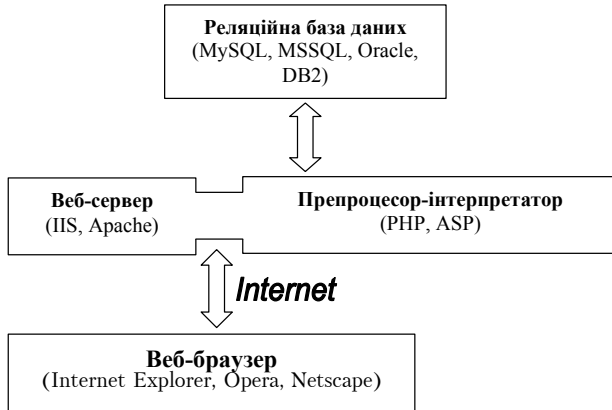 Реляційна база даних
(MySQL, MSSQL, Oracle,
DB2)
Веб-сервер
(IIS, Apache)
Препроцесор-інтерпретатор
(PHP, ASP)
Internet
Веб-браузер
(Internet Explorer, Opera, Netscape)